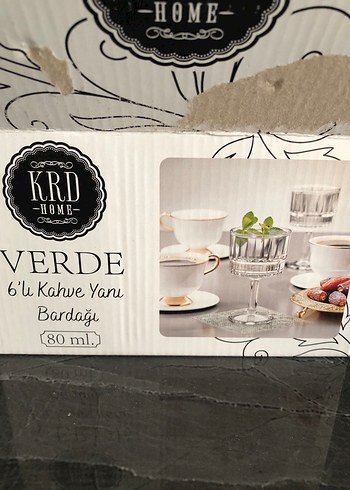 —HOME—
KRD
—HOME—
VERDE
6'lı Kahve Yanı
Bardağı
80 ml.